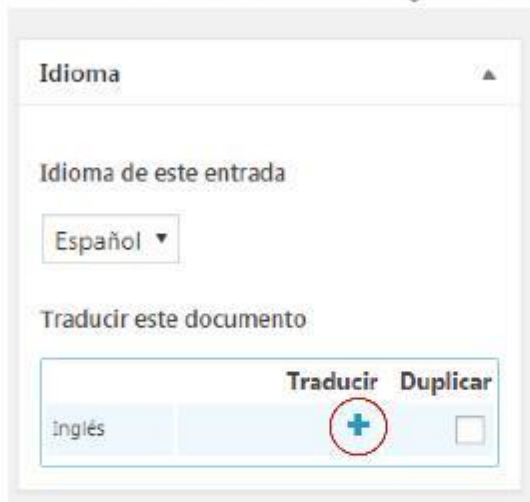 Idioma
Idioma de este entrada
Español
Traducir este documento
Traducir Duplicar
Inglés